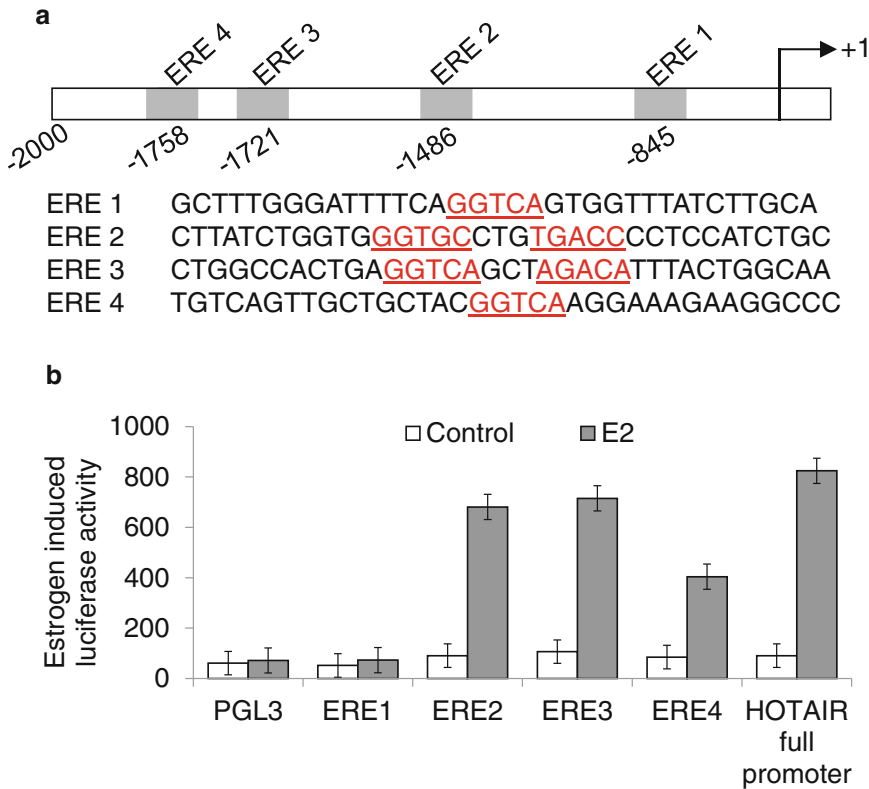 a
ERE 4 ERE 3 ERE 2 ERE 1
+1
-2000 -1758 -1721 -1486 -845
ERE 1 GCTTTGGGATTTTCAGGTCAGTGGTTTATCTTGCA
ERE 2 CTTATCTGGTGGGTGCCTGTGACCCCTCCATCTGC
ERE 3 CTGGCCACTGAGGTCAGCTAGACATTTACTGGCAA
ERE 4 TGTCAGTTGCTGCTACGGTCAAGGAAAGAAGGCCC
b
Estrogen induced
luciferase activity
1000
800
600
400
200
0
Control E2
PGL3 ERE1 ERE2 ERE3 ERE4 HOTAIR
full
promoter